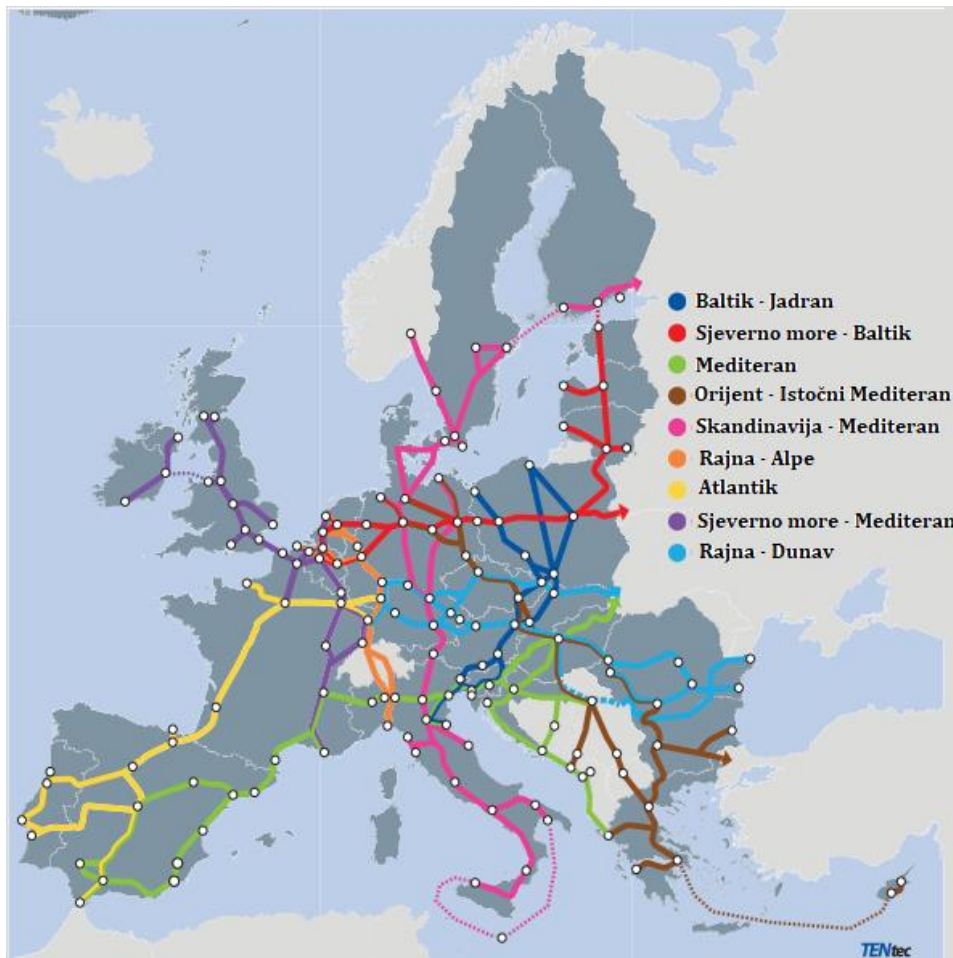 Baltik - Jadran
Sjeverno more - Baltik
Mediteran
Orijent - Istočni Mediteran
Skandinavija - Mediteran
Rajna - Alpe
Atlantik
Sjeverno more - Mediteran
Rajna - Dunav
TENtec